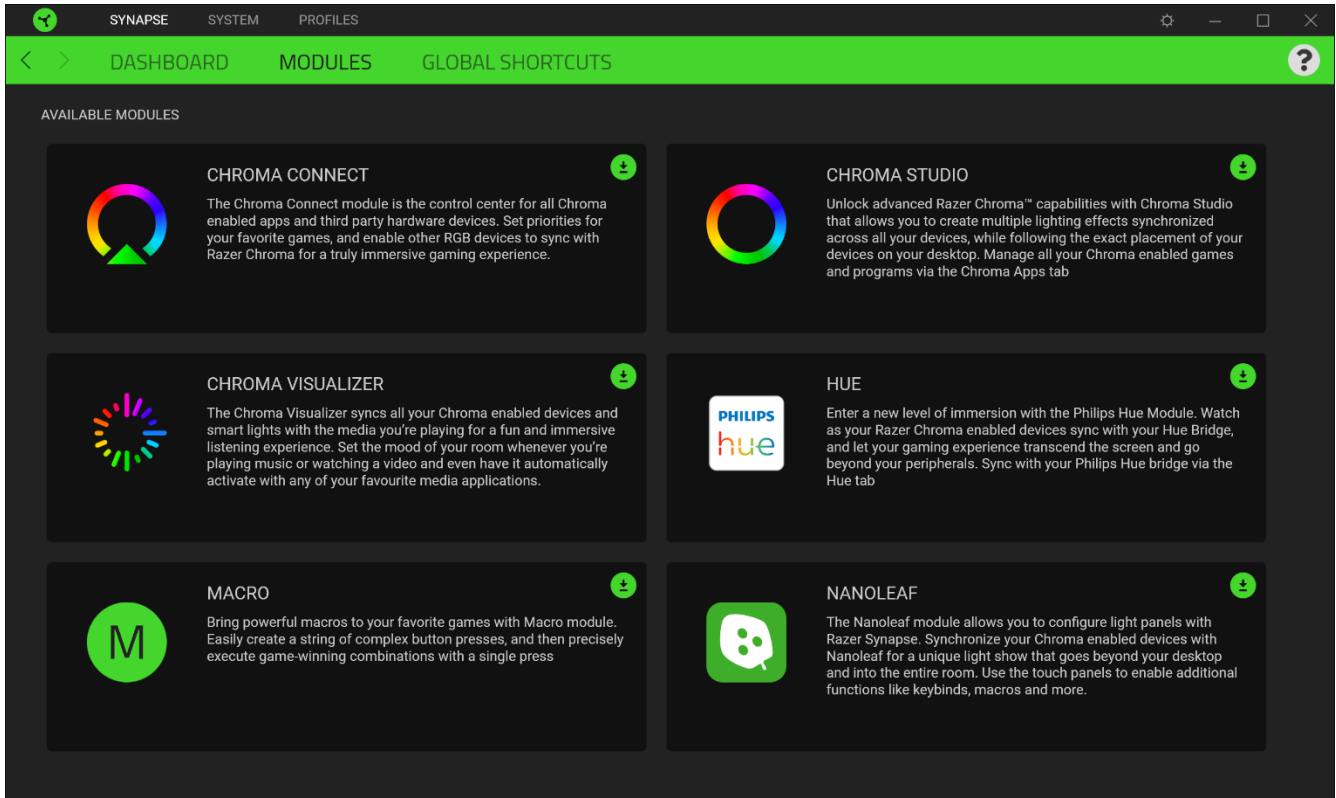 SYNAPSE SYSTEM PROFILES
DASHBOARD MODULES GLOBAL SHORTCUTS ?
AVAILABLE MODULES
CHROMA CONNECT
The Chroma Connect module is the control center for all Chroma
enabled apps and third party hardware devices. Set priorities for
your favorite games, and enable other RGB devices to sync with
Razer Chroma for a truly immersive gaming experience.
CHROMA STUDIO
Unlock advanced Razer Chroma™ capabilities with Chroma Studio
that allows you to create multiple lighting effects synchronized
across all your devices, while following the exact placement of your
devices on your desktop. Manage all your Chroma enabled games
and programs via the Chroma Apps tab
CHROMA VISUALIZER
The Chroma Visualizer syncs all your Chroma enabled devices and
smart lights with the media you're playing for a fun and immersive
listening experience. Set the mood of your room whenever you're
playing music or watching a video and even have it automatically
activate with any of your favourite media applications.
PHILIPS
hue
HUE
Enter a new level of immersion with the Philips Hue Module. Watch
as your Razer Chroma enabled devices sync with your Hue Bridge,
and let your gaming experience transcend the screen and go
beyond your peripherals. Sync with your Philips Hue bridge via the
Hue tab
M
MACRO
Bring powerful macros to your favorite games with Macro module.
Easily create a string of complex button presses, and then precisely
execute game-winning combinations with a single press
NANOLEAF
The Nanoleaf module allows you to configure light panels with
Razer Synapse. Synchronize your Chroma enabled devices with
Nanoleaf for a unique light show that goes beyond your desktop
and into the entire room. Use the touch panels to enable additional
functions like keybinds, macros and more.